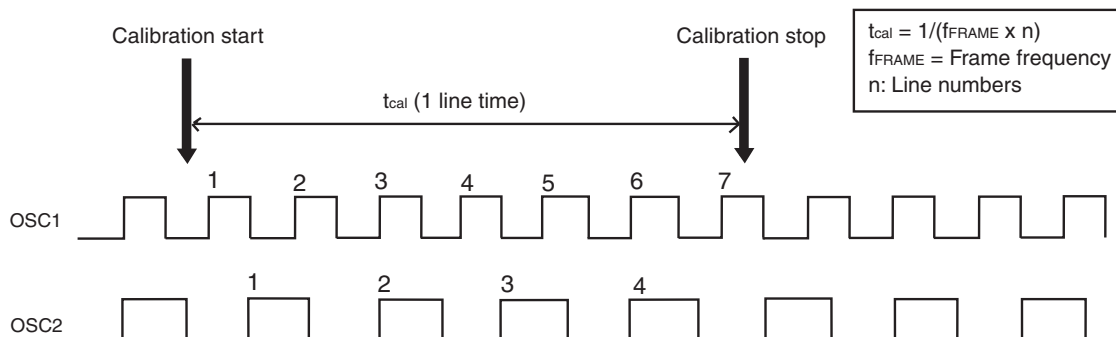 Calibration start
Calibration stop
tcal = 1/(fFRAME x n)
fFRAME = Frame frequency
n: Line numbers
tcal (1 line time)
1 2 3 4 5 6 7
OSC1
1 2 3 4
OSC2